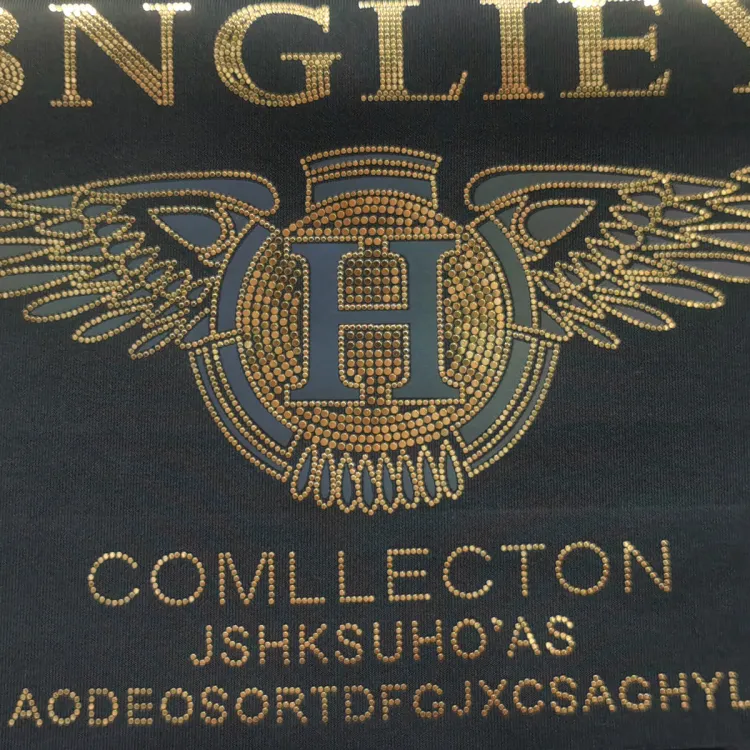 BNGLIEY
H
COMLLECTON
JSHKSUHO'AS
AODEOSORTDFGJXCSAGHYL